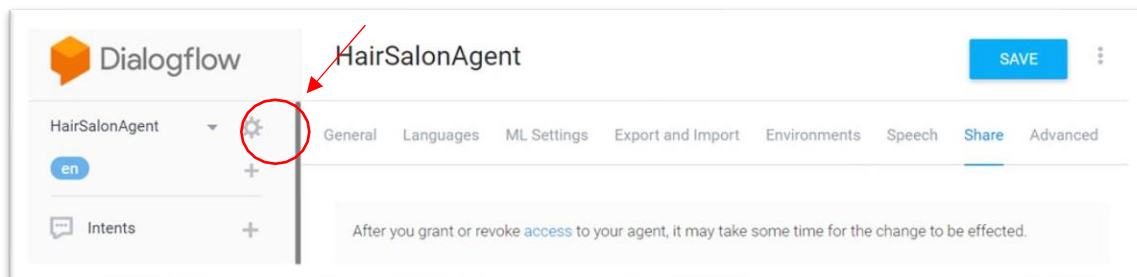 Dialogflow
HairSalonAgent
SAVE
HairSalonAgent
General Languages ML Settings Export and Import Environments Speech Share Advanced
en
Intents
After you grant or revoke access to your agent, it may take some time for the change to be effected.